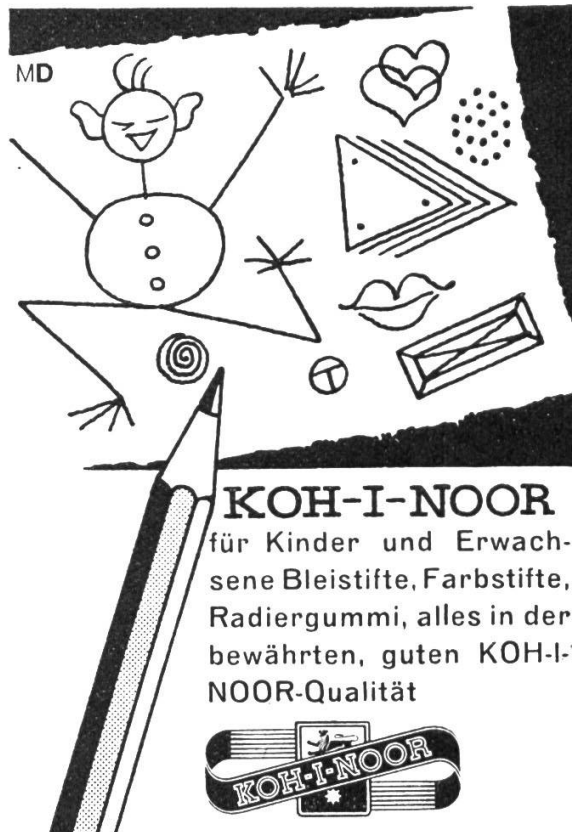 MD
KOH-I-NOOR
für Kinder und Erwach-
sene Bleistifte, Farbstifte,
Radiergummi, alles in der
bewährten, guten KOH-I-
NOOR-Qualität
KOH-I-NOOR